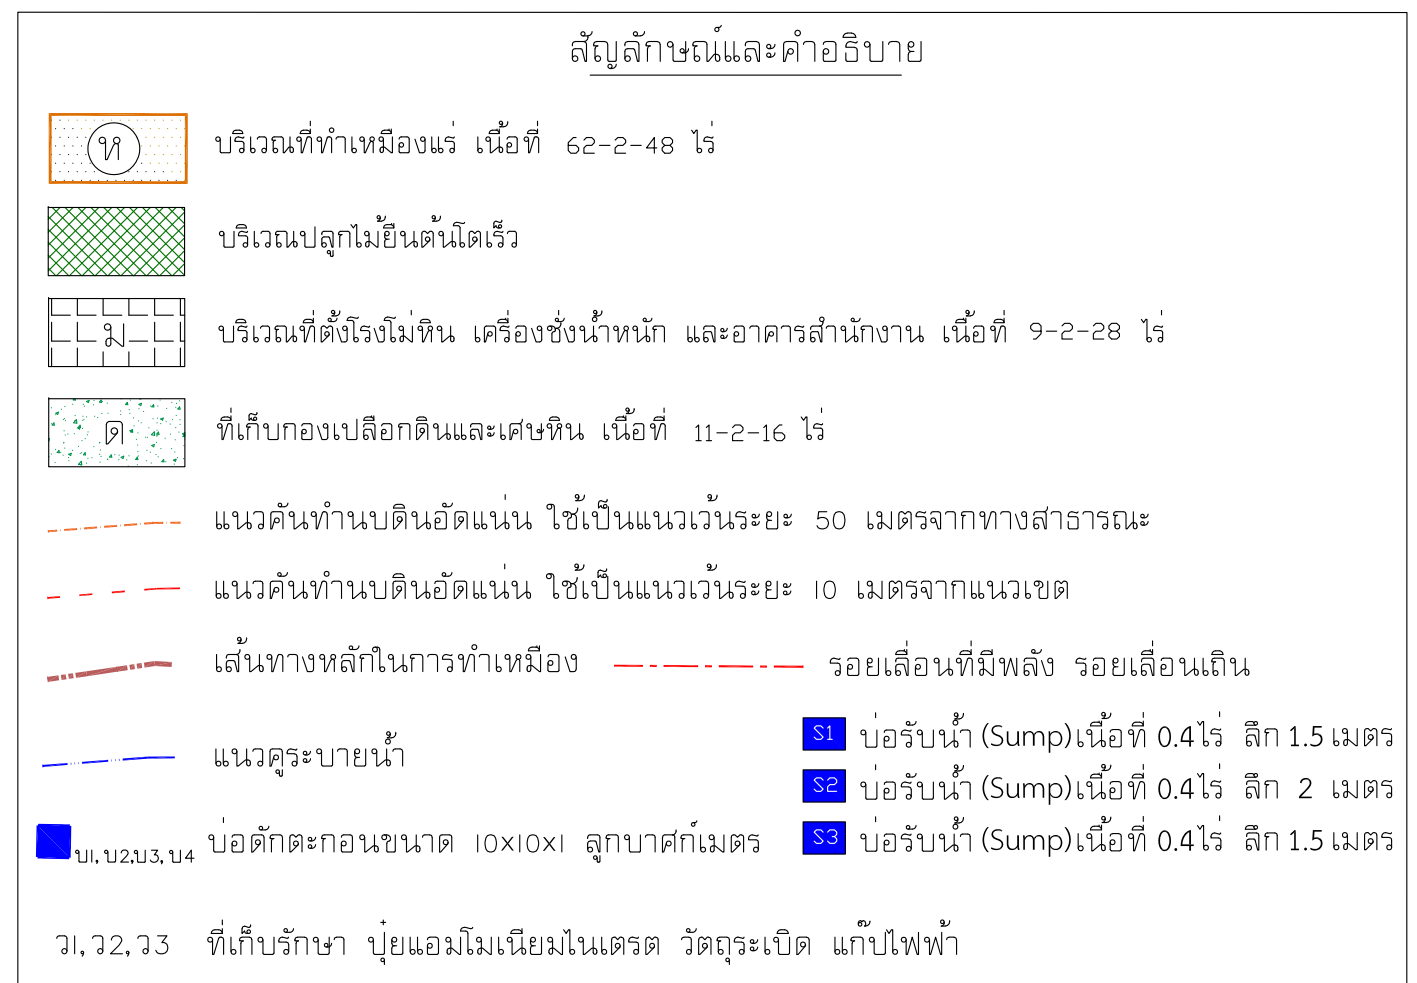 สัญลักษณ์และคำอธิบาย
ห บริเวณที่ทำเหมืองแร่ เนื้อที่ 62-2-48 ไร่
บริเวณปลูกไม้ยืนต้นโตเร็ว
ม บริเวณที่ตั้งโรงโม่หิน เครื่องชั่งน้ำหนัก และอาคารสำนักงาน เนื้อที่ 9-2-28 ไร่
ด ที่เก็บกองเปลือกดินและเศษหิน เนื้อที่ 11-2-16 ไร่
แนวคันทำนบดินอัดแน่น ใช้เป็นแนวเว้นระยะ 50 เมตรจากทางสาธารณะ
แนวคันทำนบดินอัดแน่น ใช้เป็นแนวเว้นระยะ 10 เมตรจากแนวเขต
เส้นทางหลักในการทำเหมือง รอยเลื่อนที่มีพลัง รอยเลื่อนเถิน
S1 บ่อรับน้ำ (Sump) เนื้อที่ 0.4 ไร่ ลึก 1.5 เมตร
แนวคูระบายน้ำ
S2 บ่อรับน้ำ (Sump) เนื้อที่ 0.4 ไร่ ลึก 2 เมตร
บ1, บ2,บ3, บ4 บ่อดักตะกอนขนาด 10x10x1 ลูกบาศก์เมตร
S3 บ่อรับน้ำ (Sump) เนื้อที่ 0.4 ไร่ ลึก 1.5 เมตร
ว1, ว2, ว3 ที่เก็บรักษา ปุ๋ยแอมโมเนียมไนเตรต วัตถุระเบิด แก๊ปไฟฟ้า